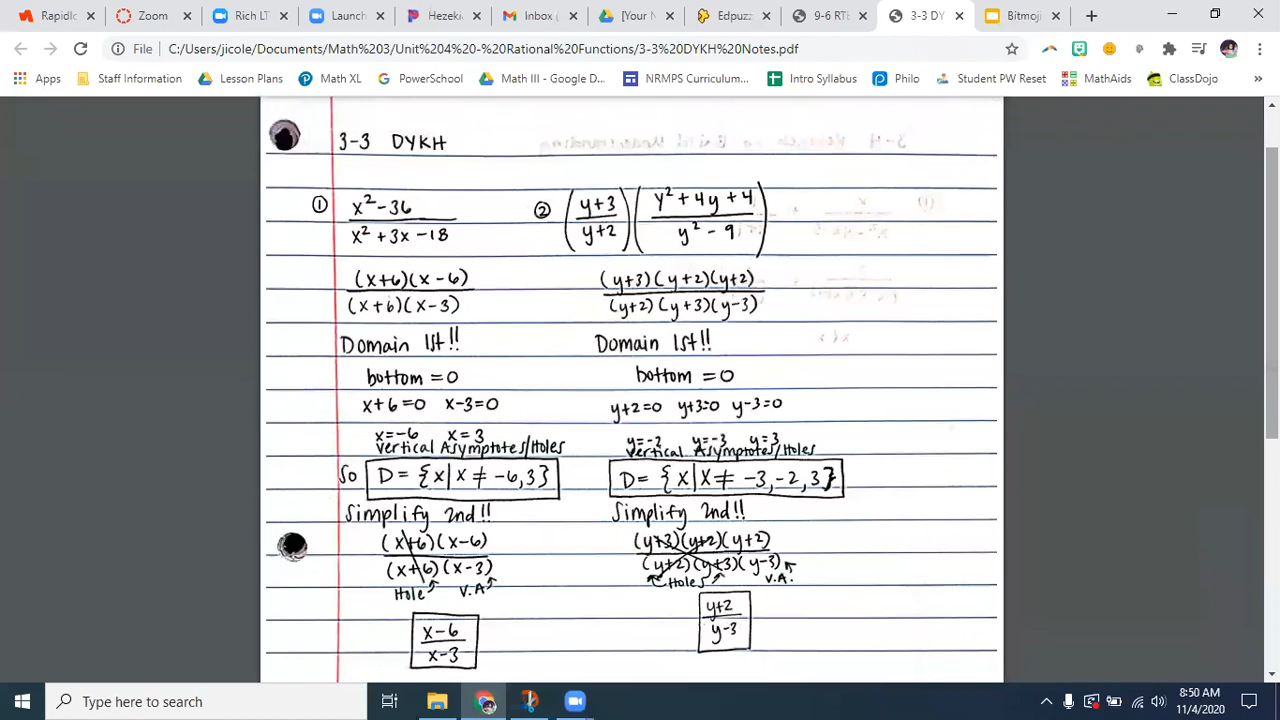 Rapidlc
Zoom
Rich LT
Launch
Hezeki
Inbox (
[Your N
Edpuzz
9-6 RTE
3-3 DY
Bitmoji
File
C:/Users/jicole/Documents/Math%203/Unit%204%20-%20Rational%20Functions/3-3%20DYKH%20Notes.pdf
Apps
Staff Information
Lesson Plans
Math XL
PowerSchool
Math III - Google D...
NRMPS Curriculum...
Intro Syllabus
Philo
Student PW Reset
MathAids
ClassDojo
3-3 DYKH
① x² - 36 / x² + 3x - 18
(x+6)(x-6) / (x+6)(x-3)
Domain 1st!!
bottom = 0
x+6=0 x-3=0
x=-6 x=3
Vertical Asymptotes/Holes
So D = {x | x ≠ -6, 3}
Simplify 2nd!!
(x+6)(x-6) / (x+6)(x-3)
Hole V.A
x-6 / x-3
② (y+3 / y+2) (y² + 4y + 4 / y² - 9)
(y+3)(y+2)(y+2) / (y+2)(y+3)(y-3)
Domain 1st!!
bottom = 0
y+2=0 y+3=0 y-3=0
y=-2 y=-3 y=3
Vertical Asymptotes/Holes
D = {x | x ≠ -3, -2, 3}
Simplify 2nd!!
(y+3)(y+2)(y+2) / (y+2)(y+3)(y-3)
Holes V.A.
y+2 / y-3
Type here to search
8:50 AM
11/4/2020